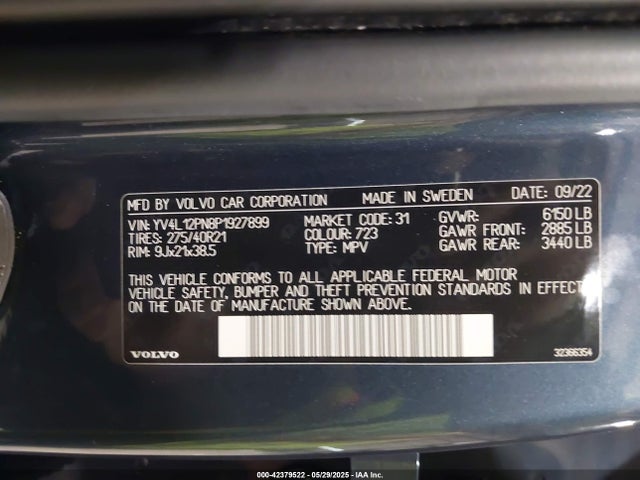 MFD BY VOLVO CAR CORPORATION MADE IN SWEDEN DATE: 09/22
VIN: YV4L12PN8P1927899 MARKET CODE: 31 GVWR: 6150 LB
TIRES: 275/40R21 COLOUR: 723 GAWR FRONT: 2885 LB
RIM: 9Jx21x38.5 TYPE: MPV GAWR REAR: 3440 LB
THIS VEHICLE CONFORMS TO ALL APPLICABLE FEDERAL MOTOR
VEHICLE SAFETY, BUMPER AND THEFT PREVENTION STANDARDS IN EFFECT
ON THE DATE OF MANUFACTURE SHOWN ABOVE.
VOLVO 32366354
000-42379522 05/29/2025 IAA Inc.